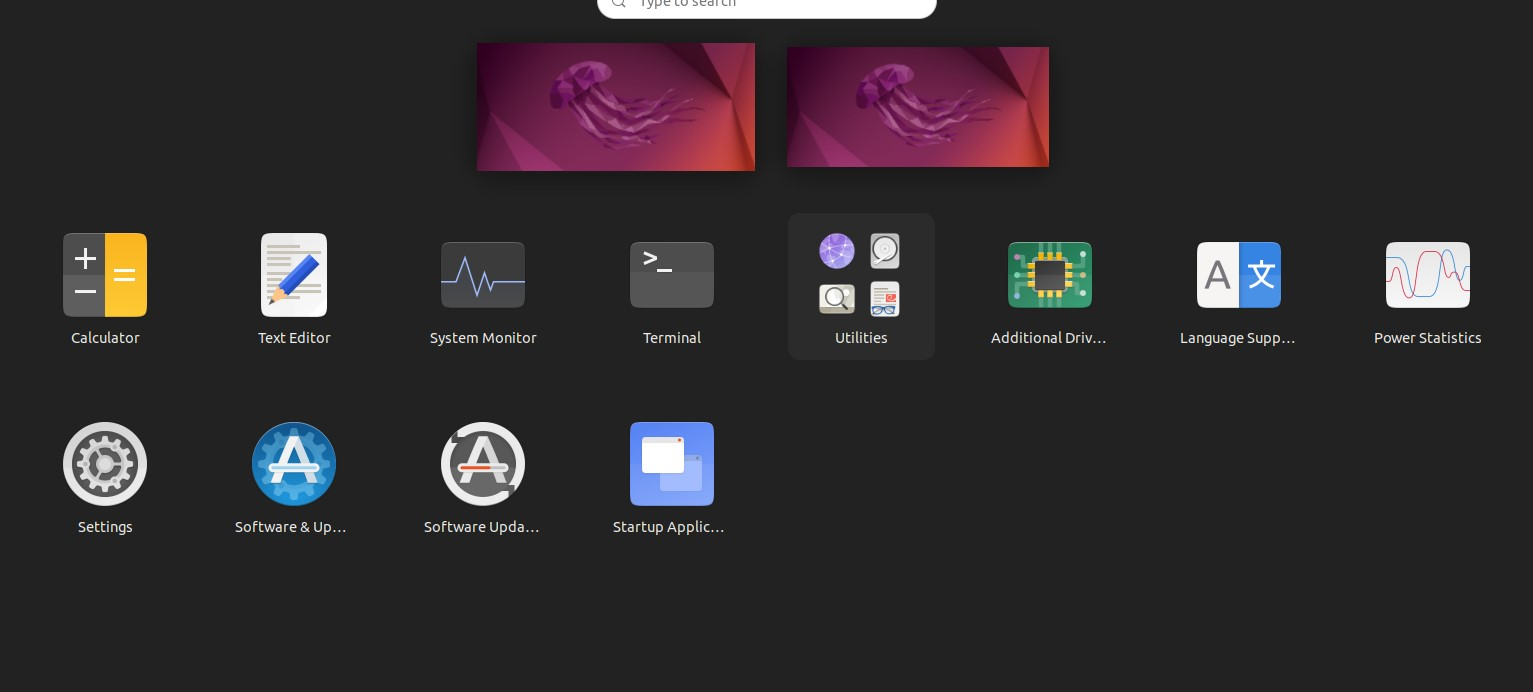 Type to search
Calculator
Text Editor
System Monitor
>_
Terminal
Utilities
Additional Driv…
A 文
Language Supp…
Power Statistics
Settings
Software & Up…
Software Upda…
Startup Applic…